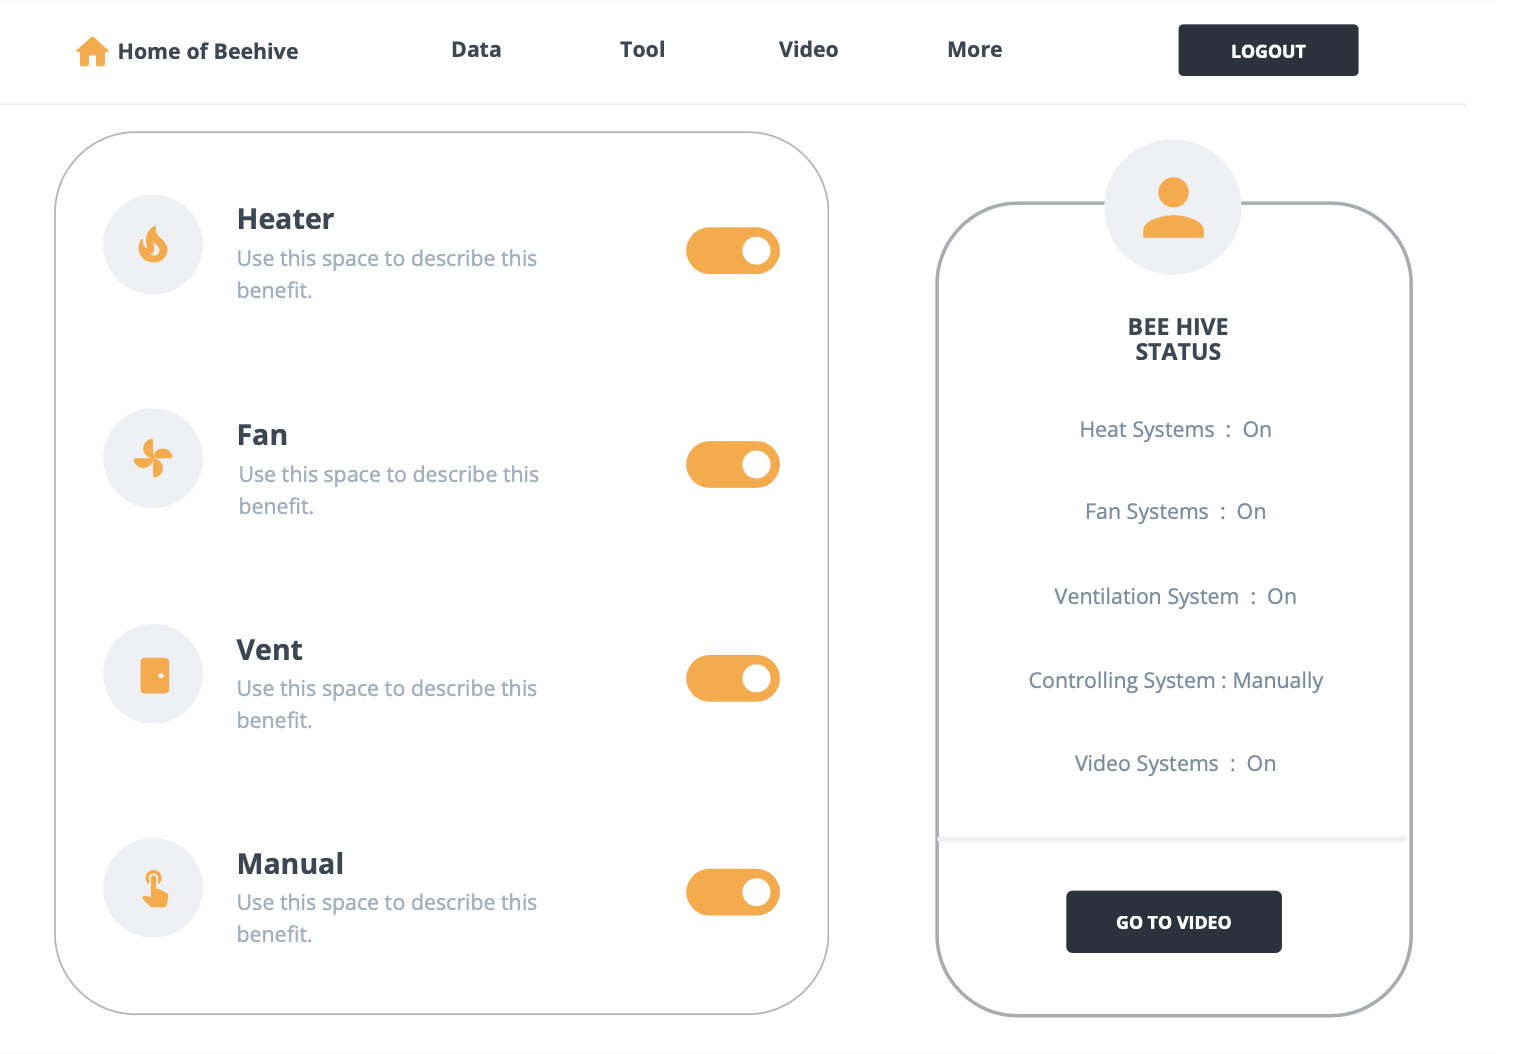 Home of Beehive
Data
Tool
Video
More
LOGOUT
Heater
Use this space to describe this
benefit.
Fan
Use this space to describe this
benefit.
Vent
Use this space to describe this
benefit.
Manual
Use this space to describe this
benefit.
BEE HIVE
STATUS
Heat Systems : On
Fan Systems : On
Ventilation System : On
Controlling System : Manually
Video Systems : On
GO TO VIDEO